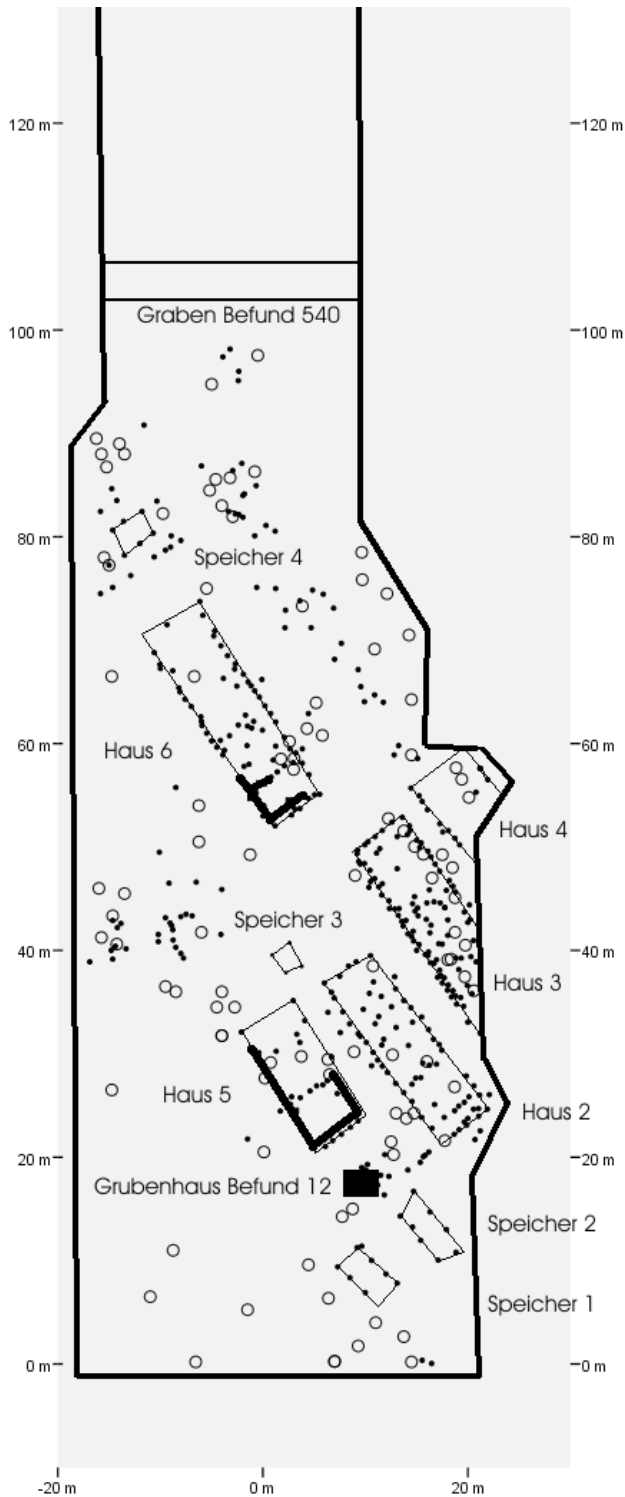 120 m
120 m
100 m
100 m
Graben Befund 540
80 m
80 m
Speicher 4
60 m
60 m
Haus 6
Haus 4
Speicher 3
40 m
40 m
Haus 3
Haus 5
Haus 2
20 m
20 m
Grubenhaus Befund 12
Speicher 2
Speicher 1
0 m
0 m
-20 m
0 m
20 m